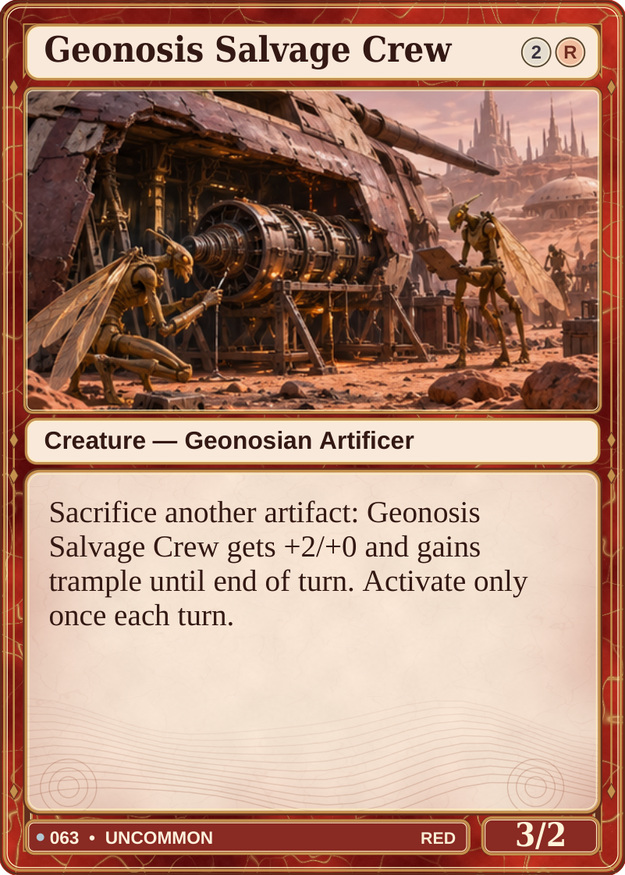 Geonosis Salvage Crew 2 R
Creature — Geonosian Artificer
Sacrifice another artifact: Geonosis
Salvage Crew gets +2/+0 and gains
trample until end of turn. Activate only
once each turn.
063 • UNCOMMON RED 3/2